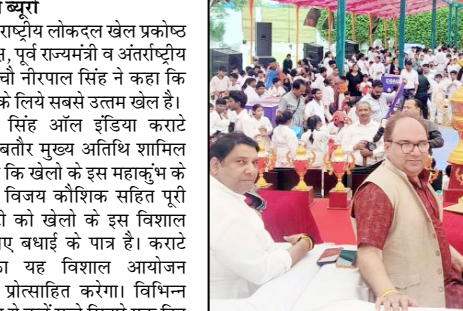 ब्यूरो
राष्ट्रीय लोकदल खेल प्रकोष्ठ
पूर्व राज्यमंत्री व अंतर्राष्ट्रीय
चौ नीरपाल सिंह ने कहा कि
के लिये सबसे उत्तम खेल है।
सिंह ऑल इंडिया कराटे
बतौर मुख्य अतिथि शामिल
कि खेलो के इस महाकुंभ के
विजय कौशिक सहित पूरी
को खेलो के इस विशाल
बधाई के पात्र है। कराटे
यह विशाल आयोजन
प्रोत्साहित करेगा। विभिन्न